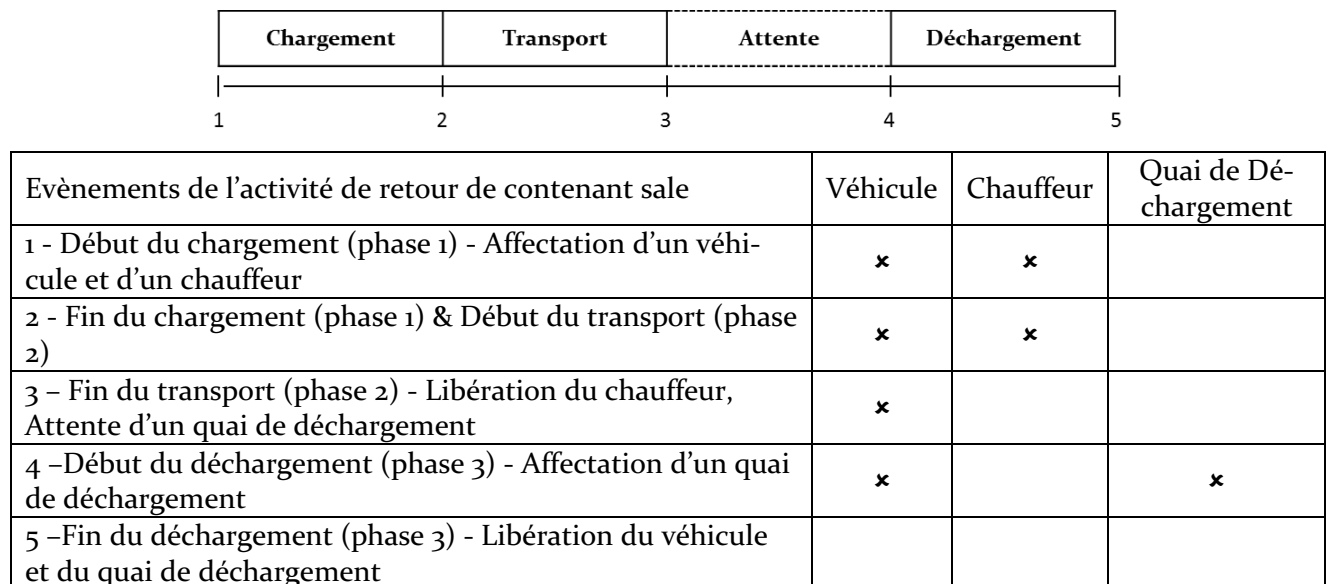 Chargement Transport Attente Déchargement
1 2 3 4 5
Evènements de l’activité de retour de contenant sale Véhicule Chauffeur Quai de Dé-
chargement
1 - Début du chargement (phase 1) - Affectation d’un véhi-
cule et d’un chauffeur × ×
2 - Fin du chargement (phase 1) & Début du transport (phase
2) × ×
3 – Fin du transport (phase 2) - Libération du chauffeur,
Attente d’un quai de déchargement ×
4 –Début du déchargement (phase 3) - Affectation d’un quai
de déchargement × ×
5 –Fin du déchargement (phase 3) - Libération du véhicule
et du quai de déchargement